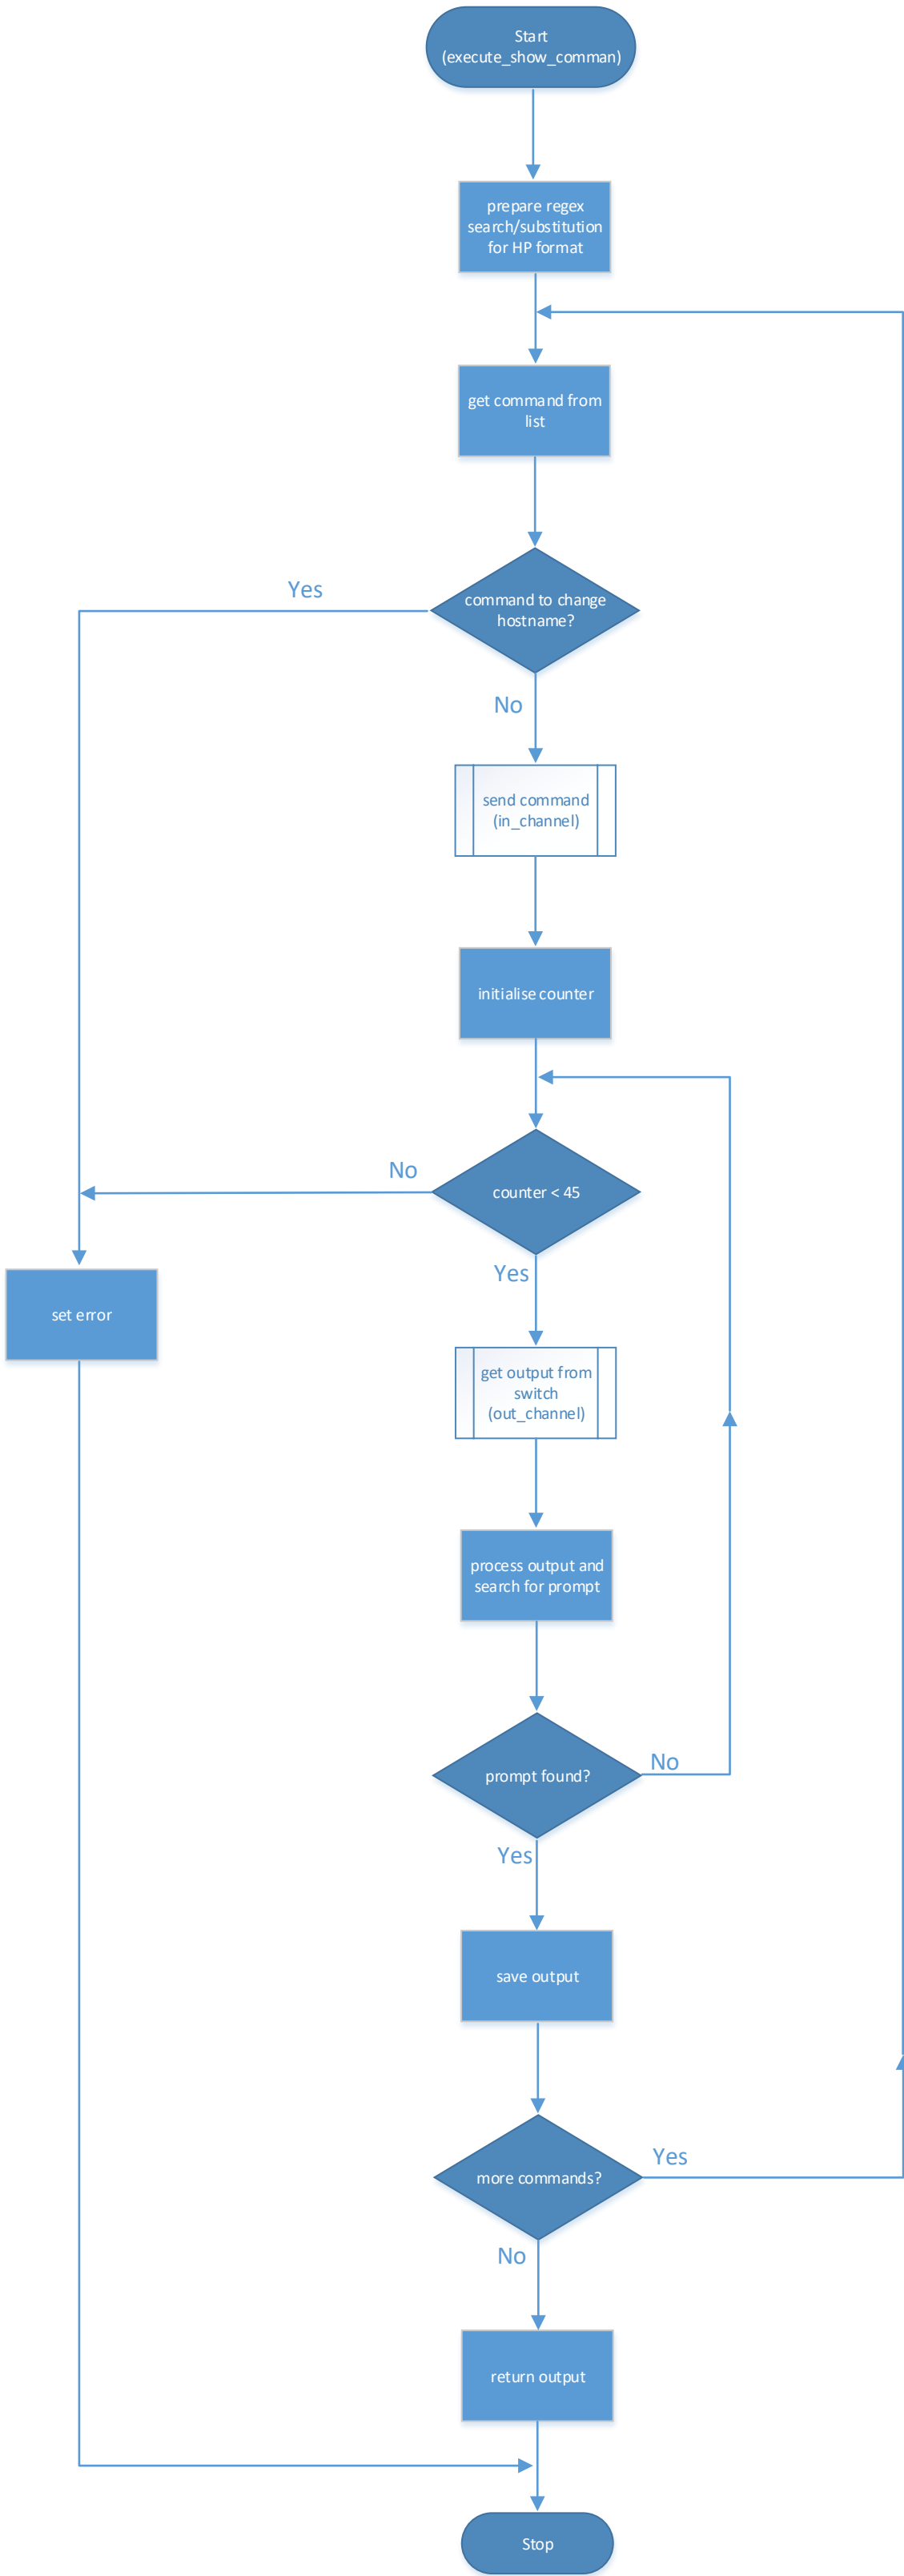 Start
(execute_show_comman)
prepare regex
search/substitution
for HP format
get command from
list
command to change
hostname?
Yes
No
send command
(in_channel)
initialise counter
counter < 45
No
Yes
set error
get output from
switch
(out_channel)
process output and
search for prompt
prompt found?
No
Yes
save output
more commands?
Yes
No
return output
Stop